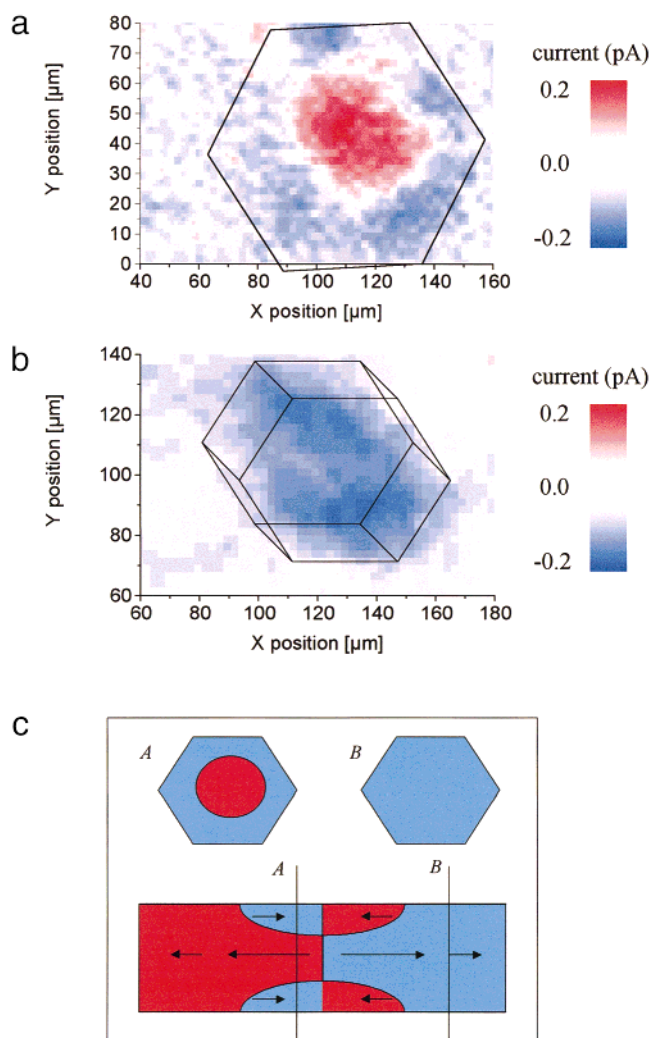 a
80
70
60
50
40
30
20
10
0
Y position [µm]
40 60 80 100 120 140 160
X position [µm]
current (pA)
0.2
0.0
-0.2
b
140
120
100
80
60
Y position [µm]
60 80 100 120 140 160 180
X position [µm]
current (pA)
0.2
0.0
-0.2
c
A B
A B